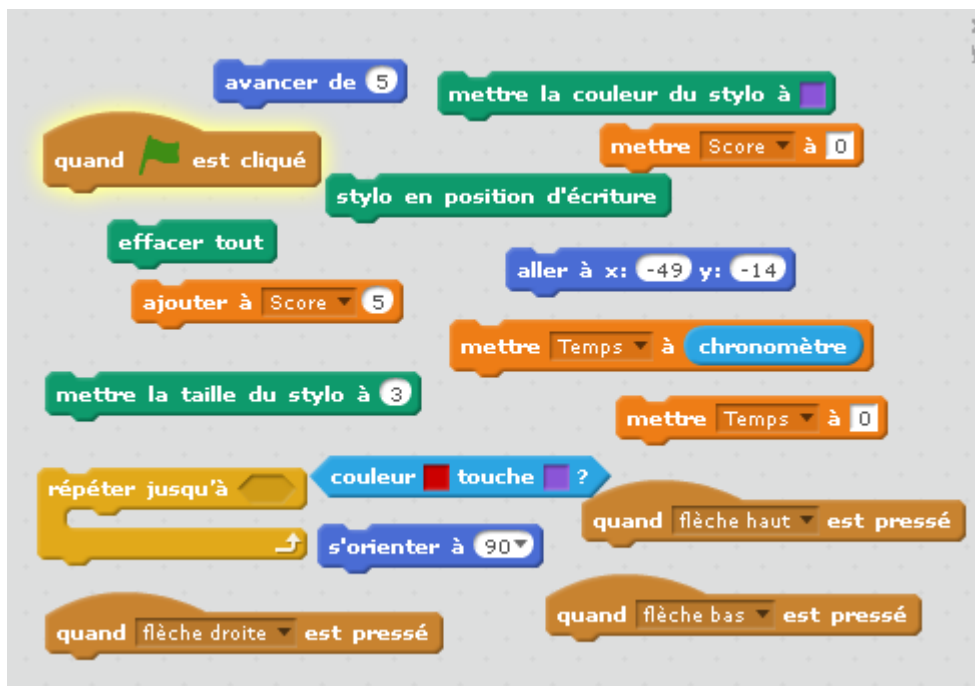 avancer de 5
mettre la couleur du stylo à
quand est cliqué
mettre Score à 0
stylo en position d'écriture
effacer tout
aller à x: -49 y: -14
ajouter à Score 5
mettre Temps à chronomètre
mettre la taille du stylo à 3
mettre Temps à 0
répéter jusqu'à
couleur touche ?
quand flèche haut est pressé
s'orienter à 90
quand flèche droite est pressé
quand flèche bas est pressé